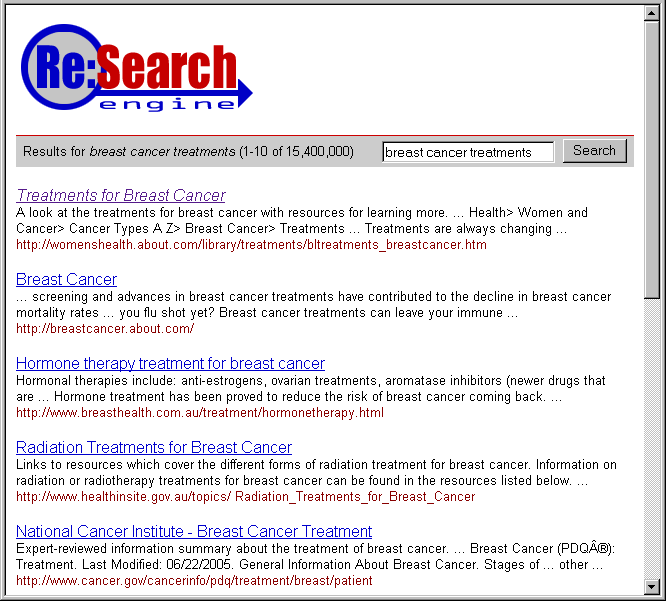 Re:Search
engine
Results for breast cancer treatments (1-10 of 15,400,000) breast cancer treatments Search
Treatments for Breast Cancer
A look at the treatments for breast cancer with resources for learning more. ... Health> Women and
Cancer> Cancer Types A Z> Breast Cancer> Treatments ... Treatments are always changing ...
http://womenshealth.about.com/library/treatments/bltreatments_breastcancer.htm
Breast Cancer
... screening and advances in breast cancer treatments have contributed to the decline in breast cancer
mortality rates ... you flu shot yet? Breast cancer treatments can leave your immune ...
http://breastcancer.about.com/
Hormone therapy treatment for breast cancer
Hormonal therapies include: anti-estrogens, ovarian treatments, aromatase inhibitors (newer drugs that
are ... Hormone treatment has been proved to reduce the risk of breast cancer coming back. ...
http://www.breasthealth.com.au/treatment/hormonetherapy.html
Radiation Treatments for Breast Cancer
Links to resources which cover the different forms of radiation treatment for breast cancer. Information on
radiation or radiotherapy treatments for breast cancer can be found in the resources listed below. ...
http://www.healthinsite.gov.au/topics/ Radiation_Treatments_for_Breast_Cancer
National Cancer Institute - Breast Cancer Treatment
Expert-reviewed information summary about the treatment of breast cancer. ... Breast Cancer (PDQÂ®):
Treatment. Last Modified: 06/22/2005. General Information About Breast Cancer. Stages of ... other ...
http://www.cancer.gov/cancerinfo/pdq/treatment/breast/patient